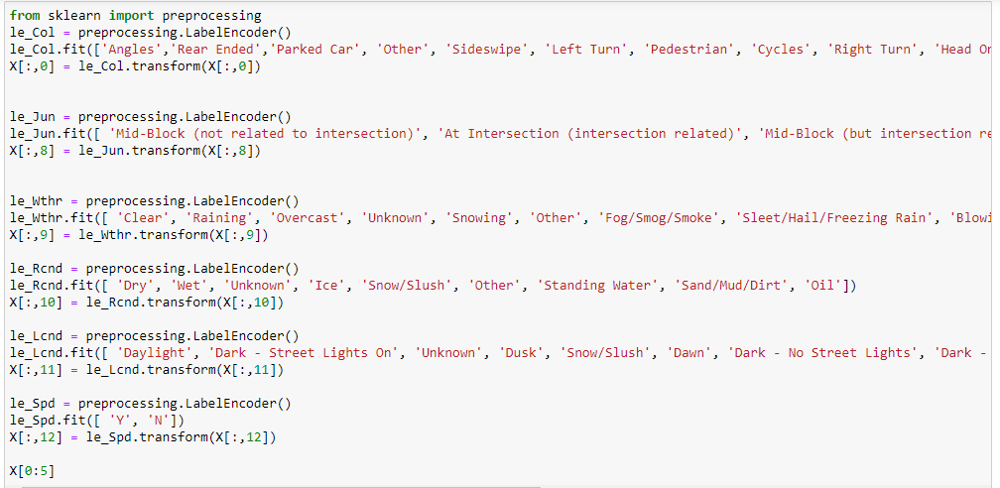 from sklearn import preprocessing
le_Col = preprocessing.LabelEncoder()
le_Col.fit(['Angles','Rear Ended','Parked Car', 'Other', 'Sideswipe', 'Left Turn', 'Pedestrian', 'Cycles', 'Right Turn', 'Head
X[:,0] = le_Col.transform(X[:,0])
le_Jun = preprocessing.LabelEncoder()
le_Jun.fit([ 'Mid-Block (not related to intersection)', 'At Intersection (intersection related)', 'Mid-Block (but intersection
X[:,8] = le_Jun.transform(X[:,8])
le_Wthr = preprocessing.LabelEncoder()
le_Wthr.fit([ 'Clear', 'Raining', 'Overcast', 'Unknown', 'Snowing', 'Other', 'Fog/Smog/Smoke', 'Sleet/Hail/Freezing Rain',
X[:,9] = le_Wthr.transform(X[:,9])
le_Rcnd = preprocessing.LabelEncoder()
le_Rcnd.fit([ 'Dry', 'Wet', 'Unknown', 'Ice', 'Snow/Slush', 'Other', 'Standing Water', 'Sand/Mud/Dirt', 'Oil'])
X[:,10] = le_Rcnd.transform(X[:,10])
le_Lcnd = preprocessing.LabelEncoder()
le_Lcnd.fit([ 'Daylight', 'Dark - Street Lights On', 'Unknown', 'Dusk', 'Snow/Slush', 'Dawn', 'Dark - No Street Lights', 'Dark -
X[:,11] = le_Lcnd.transform(X[:,11])
le_Spd = preprocessing.LabelEncoder()
le_Spd.fit([ 'Y', 'N'])
X[:,12] = le_Spd.transform(X[:,12])
X[0:5]